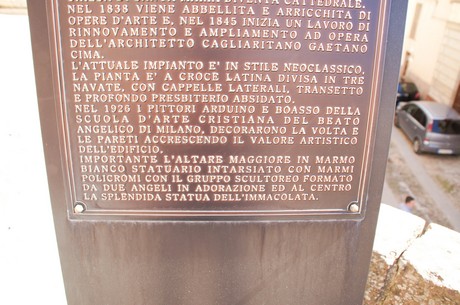 DIVENTA CATTEDRALE.
NEL 1838 VIENE ABBELLITA E ARRICCHITA DI
OPERE D'ARTE E, NEL 1845 INIZIA UN LAVORO DI
RINNOVAMENTO E AMPLIAMENTO AD OPERA
DELL'ARCHITETTO CAGLIARITANO GAETANO
CIMA.
L'ATTUALE IMPIANTO E' IN STILE NEOCLASSICO,
LA PIANTA E' A CROCE LATINA DIVISA IN TRE
NAVATE, CON CAPPELLE LATERALI, TRANSETTO
E PROFONDO PRESBITERIO ABSIDATO.
NEL 1926 I PITTORI ARDUINO E BOASSO DELLA
SCUOLA D'ARTE CRISTIANA DEL BEATO
ANGELICO DI MILANO, DECORARONO LA VOLTA E
LE PARETI ACCRESCENDO IL VALORE ARTISTICO
DELL'EDIFICIO.
IMPORTANTE L'ALTARE MAGGIORE IN MARMO
BIANCO STATUARIO INTARSIATO CON MARMI
POLICROMI CON IL GRUPPO SCULTOREO FORMATO
DA DUE ANGELI IN ADORAZIONE ED AL CENTRO
LA SPLENDIDA STATUA DELL'IMMACOLATA.